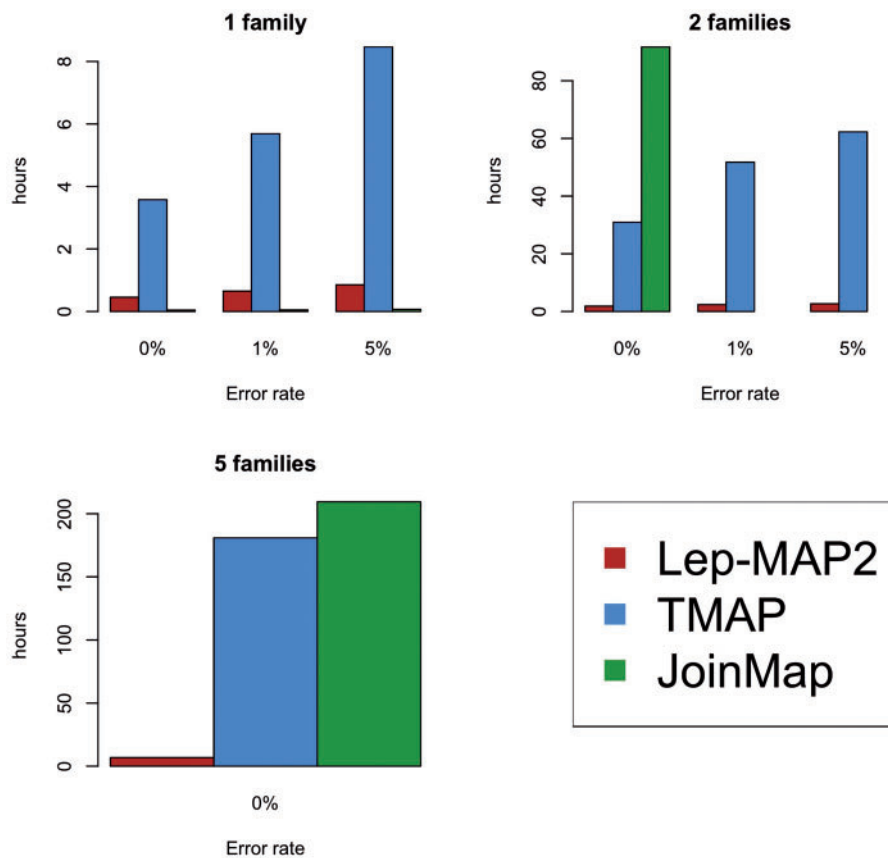 1 family
hours
8
6
4
2
0
0% 1% 5%
Error rate
2 families
hours
80
60
40
20
0
0% 1% 5%
Error rate
5 families
hours
200
150
100
50
0
0%
Error rate
Lep-MAP2
TMAP
JoinMap